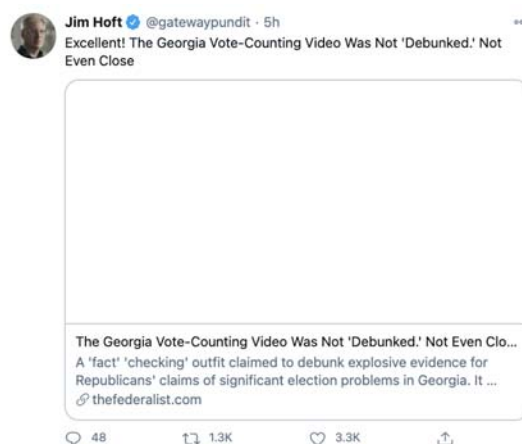 Jim Hoft @gatewaypundit · 5h
Excellent! The Georgia Vote-Counting Video Was Not 'Debunked.' Not
Even Close
The Georgia Vote-Counting Video Was Not 'Debunked.' Not Even Clo...
A 'fact' 'checking' outfit claimed to debunk explosive evidence for
Republicans' claims of significant election problems in Georgia. It ...
thefederalist.com
48 1.3K 3.3K